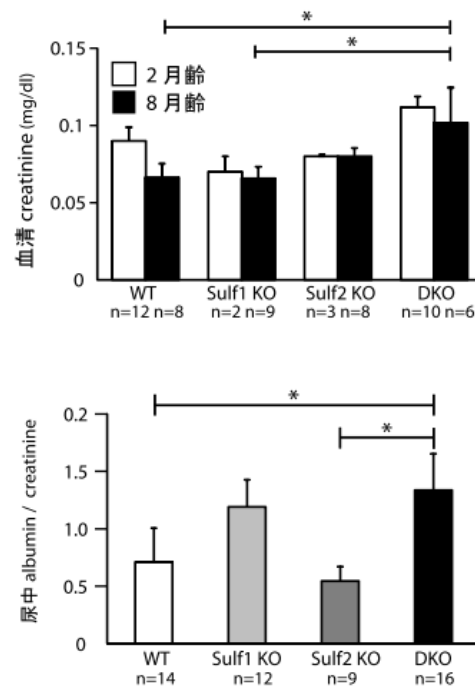 *
*
0.15
2 月齢
8 月齢
0.1
0.05
0
血清 creatinine (mg/dl)
WT Sulf1 KO Sulf2 KO DKO
n=12 n=8 n=2 n=9 n=3 n=8 n=10 n=6
*
*
0.2
1.5
1.0
0.5
0
尿中 albumin / creatinine
WT Sulf1 KO Sulf2 KO DKO
n=14 n=12 n=9 n=16